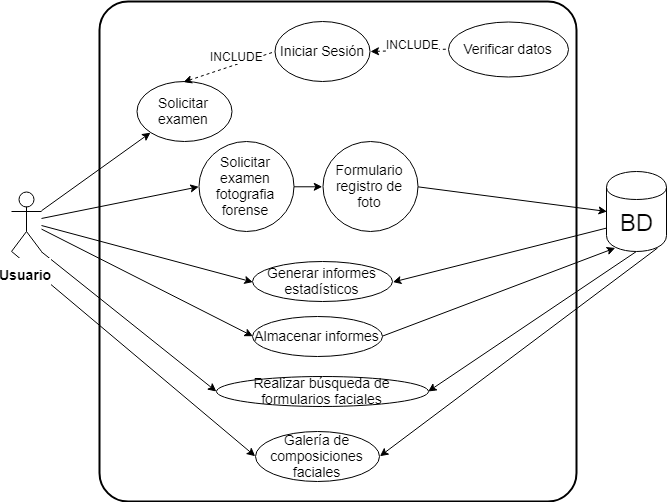 INCLUDE
Iniciar Sesión
INCLUDE
Verificar datos
Solicitar
examen
Solicitar
examen
fotografia
forense
Formulario
registro de
foto
BD
Usuario
Generar informes
estadísticos
Almacenar informes
Realizar búsqueda de
formularios faciales
Galería de
composiciones
faciales